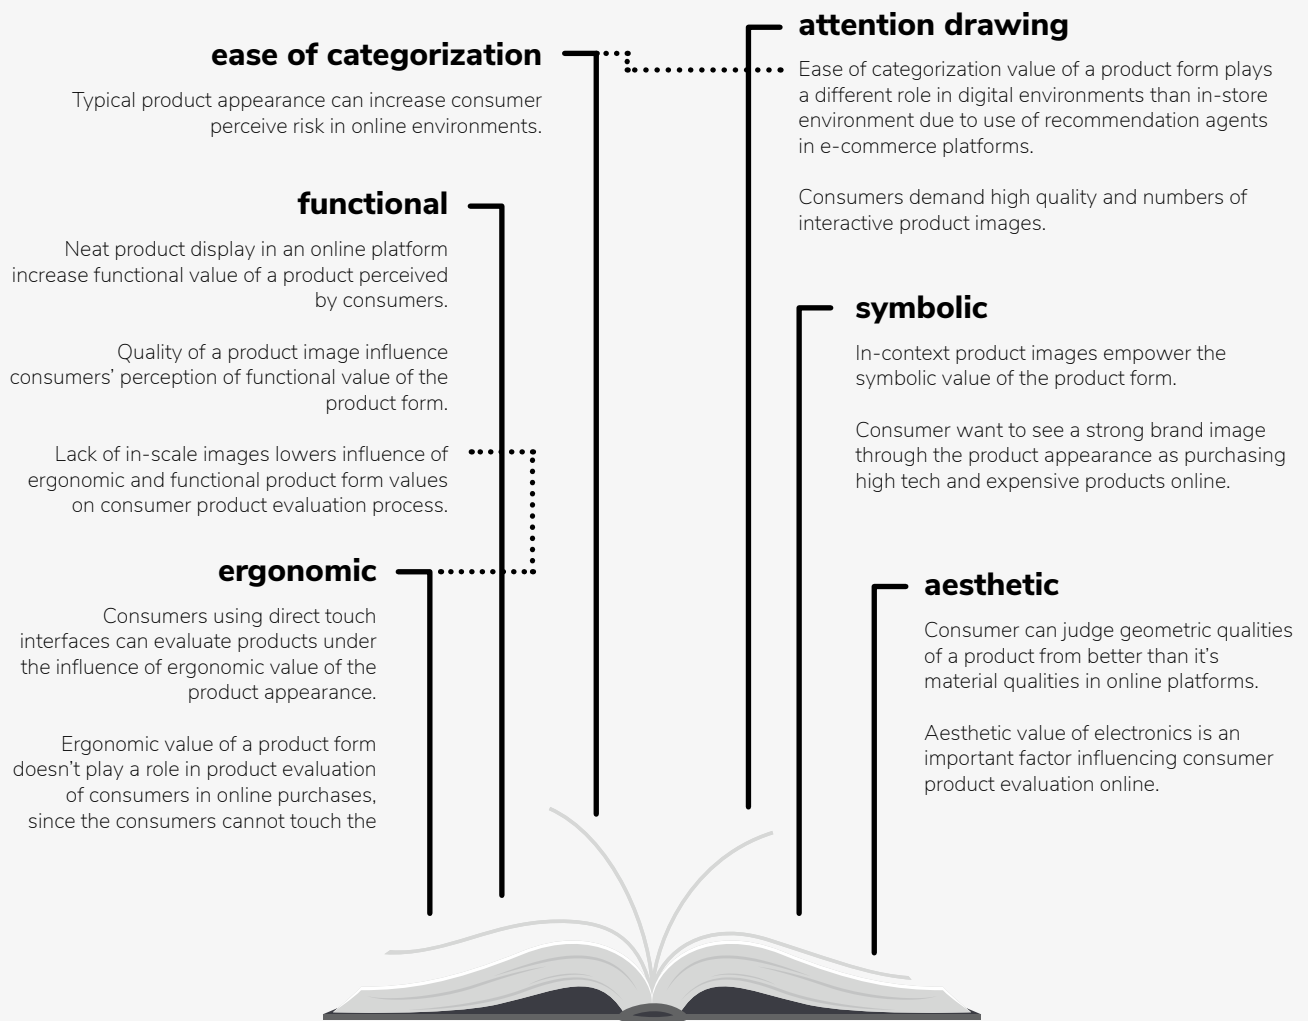 ease of categorization
Typical product appearance can increase consumer
perceive risk in online environments.
functional
Neat product display in an online platform
increase functional value of a product perceived
by consumers.
Quality of a product image influence
consumers’ perception of functional value of the
product form.
Lack of in-scale images lowers influence of
ergonomic and functional product form values
on consumer product evaluation process.
ergonomic
Consumers using direct touch
interfaces can evaluate products under
the influence of ergonomic value of the
product appearance.
Ergonomic value of a product form
doesn’t play a role in product evaluation
of consumers in online purchases,
since the consumers cannot touch the
attention drawing
Ease of categorization value of a product form plays
a different role in digital environments than in-store
environment due to use of recommendation agents
in e-commerce platforms.
Consumers demand high quality and numbers of
interactive product images.
symbolic
In-context product images empower the
symbolic value of the product form.
Consumer want to see a strong brand image
through the product appearance as purchasing
high tech and expensive products online.
aesthetic
Consumer can judge geometric qualities
of a product from better than it’s
material qualities in online platforms.
Aesthetic value of electronics is an
important factor influencing consumer
product evaluation online.